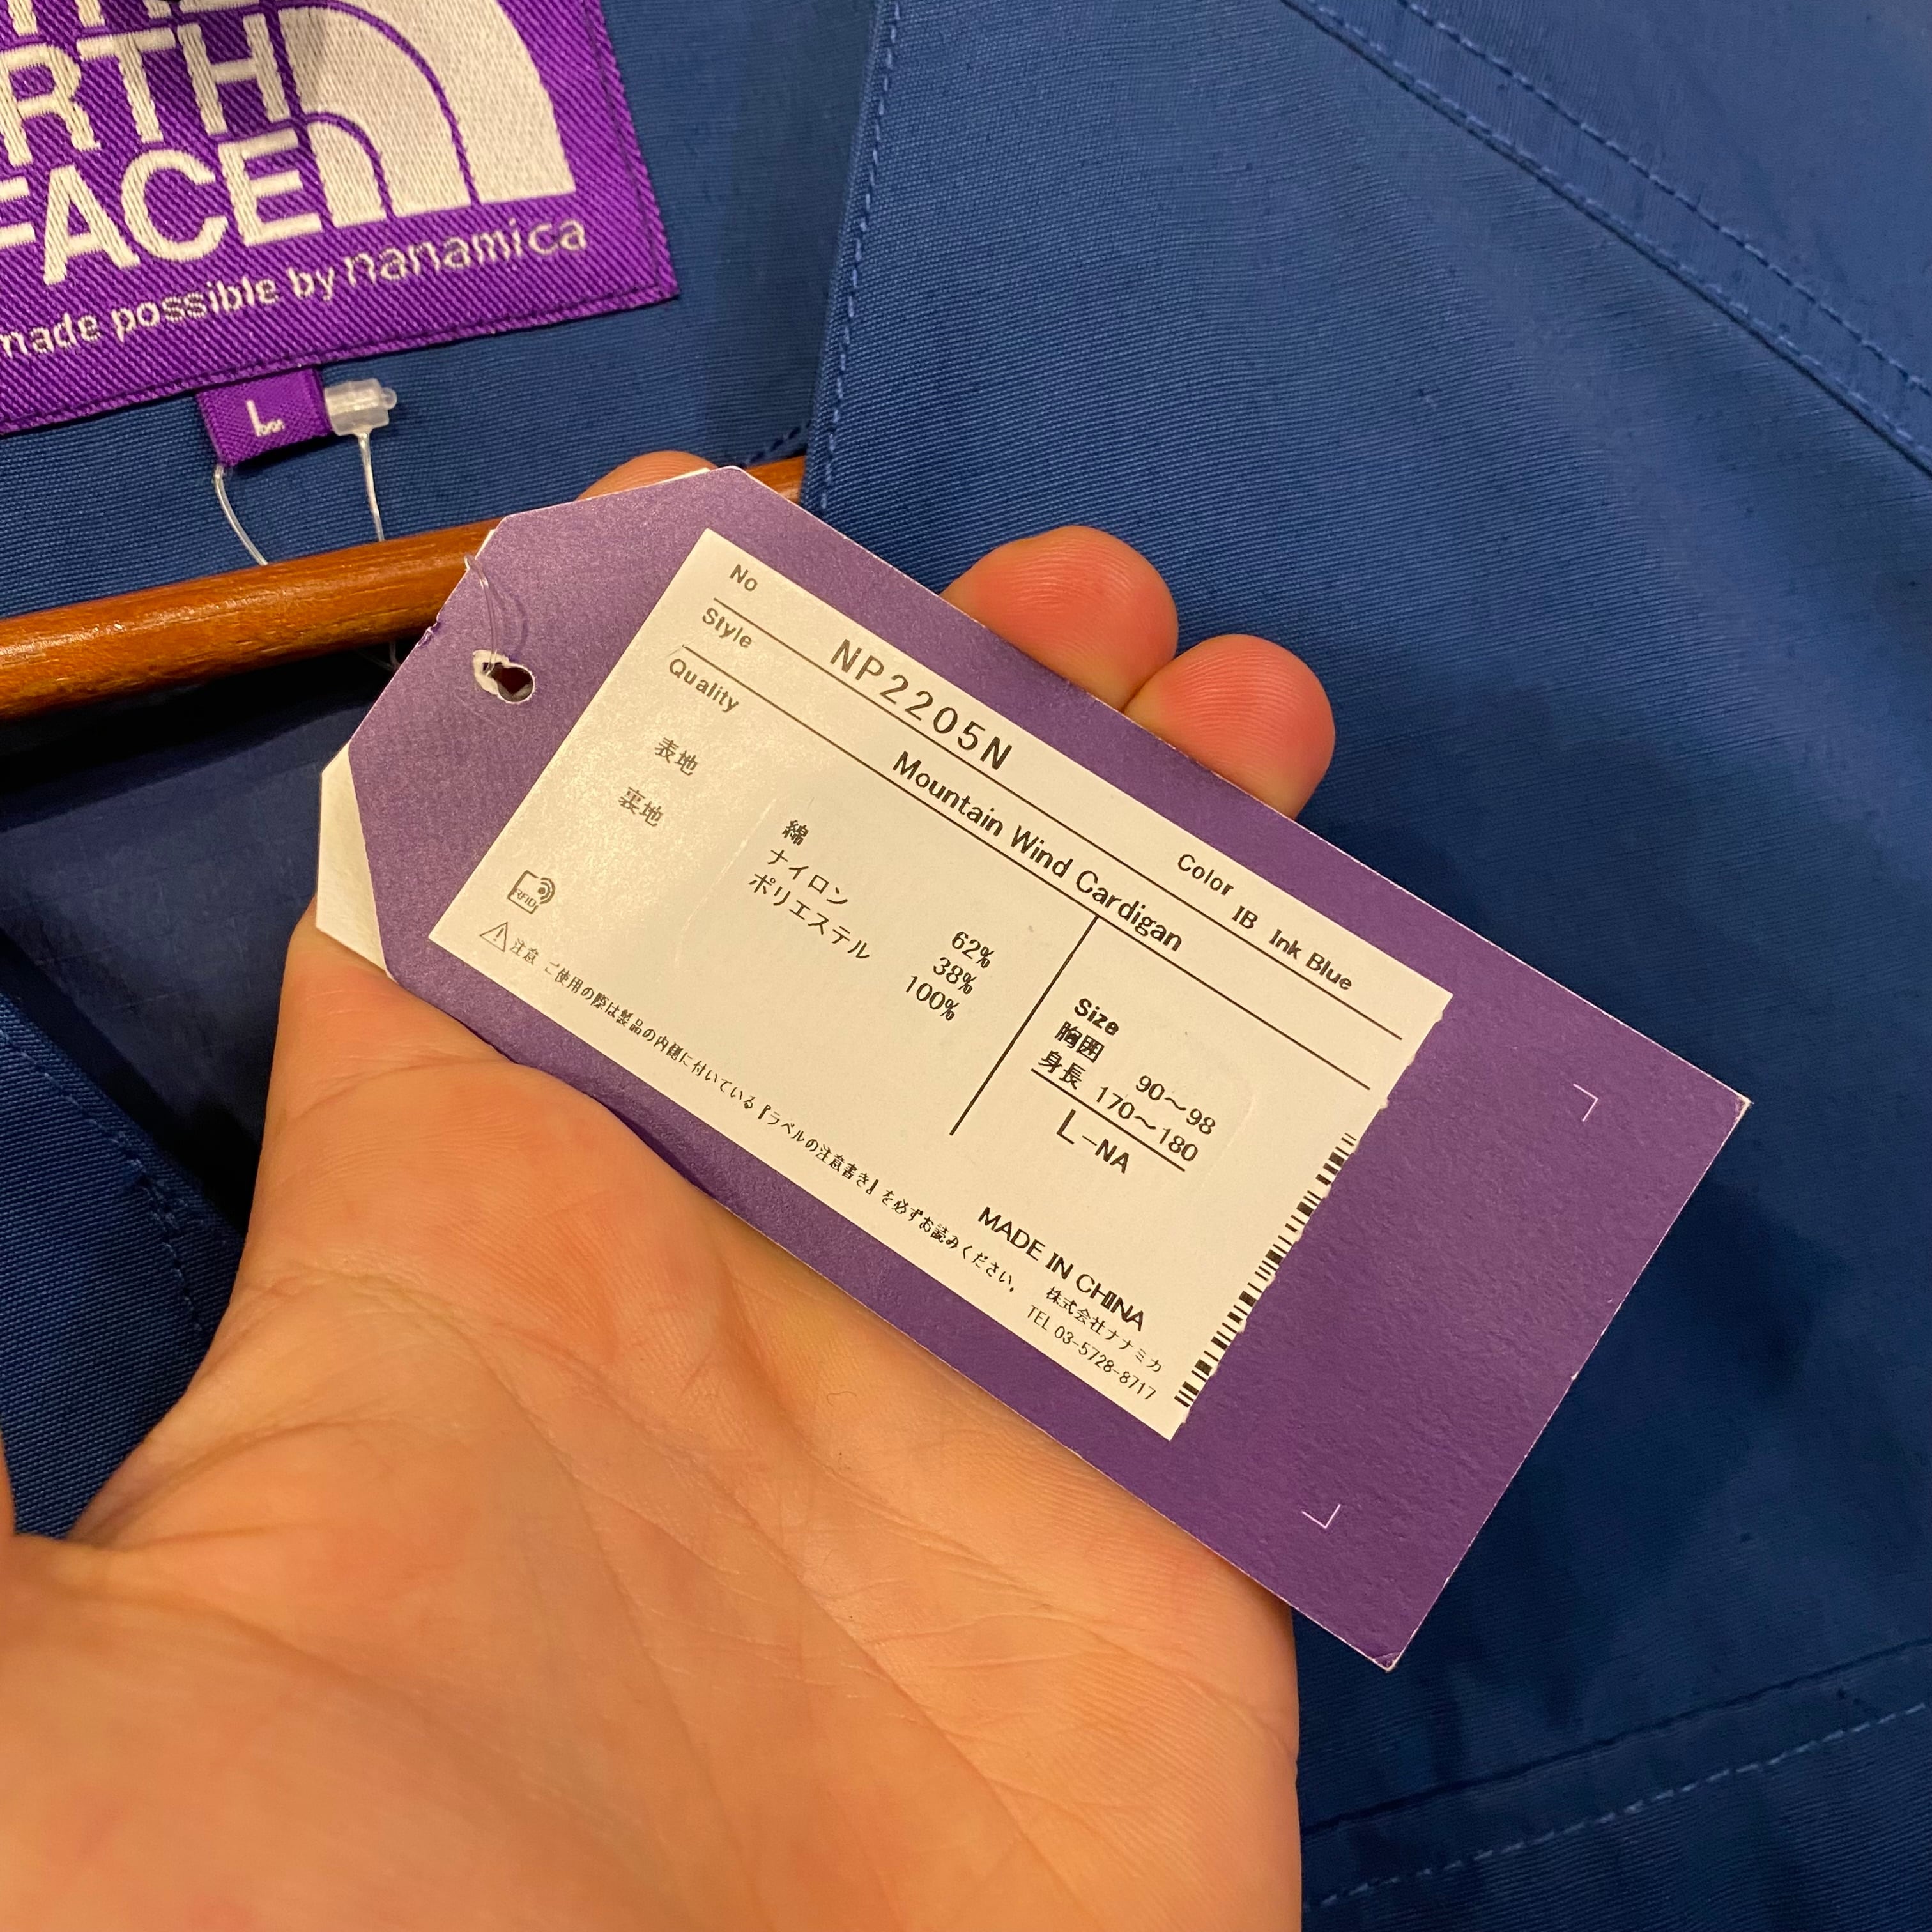 RTH
FACE
made possible by nanamica
L
No
NP2205N
Color
IB Ink Blue
Style
Mountain Wind Cardigan
Quality
表地
綿
62%
ナイロン
38%
裏地
ポリエステル
100%
Size
胸囲 90～98
身長 170～180
L-NA
RFID
注意 ご使用の際は製品の内側に付いている『ラベルの注意書き』を必ずお読みください。
MADE IN CHINA
株式会社ナナミカ
TEL 03-5728-8717